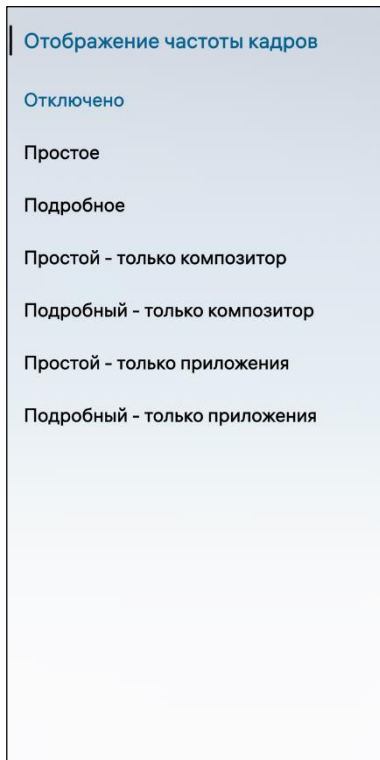 Отображение частоты кадров
Отключено
Простое
Подробное
Простой - только композитор
Подробный - только композитор
Простой - только приложения
Подробный - только приложения